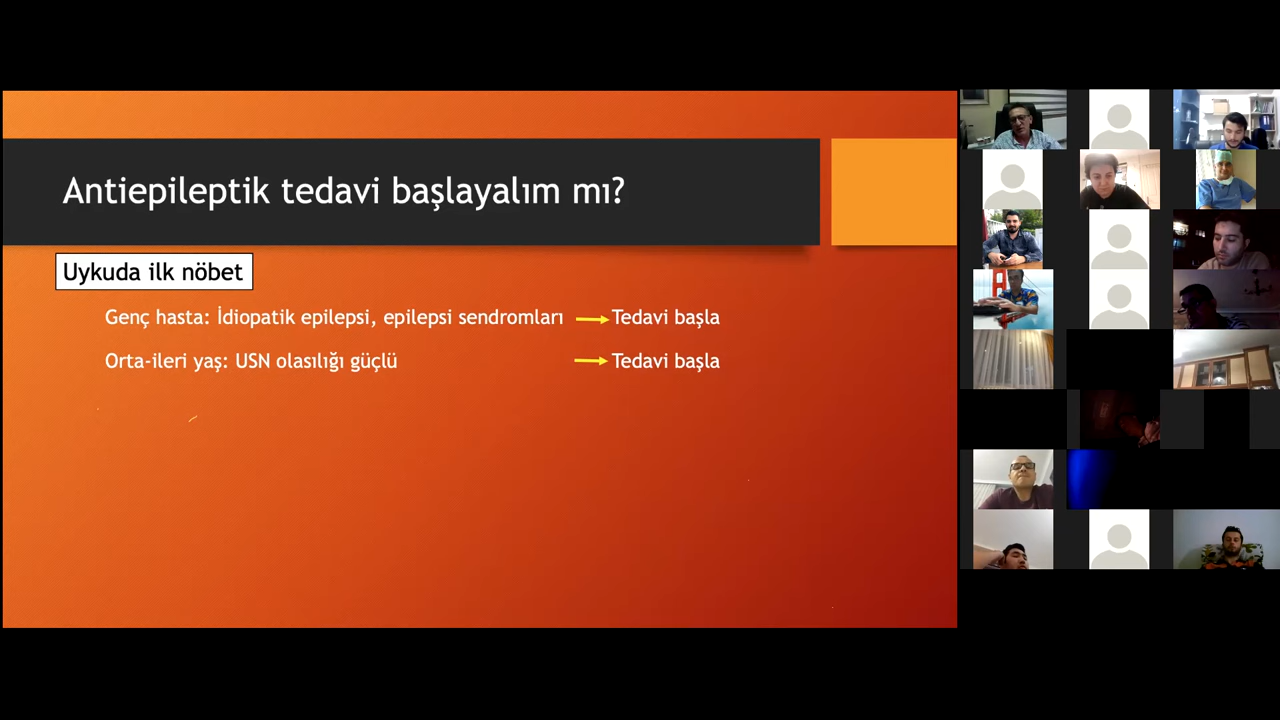 Antiepileptik tedavi başlayalım mı?
Uykuda ilk nöbet
Genç hasta: İdiopatik epilepsi, epilepsi sendromları Tedavi başla
Orta-ileri yaş: USN olasılığı güçlü Tedavi başla